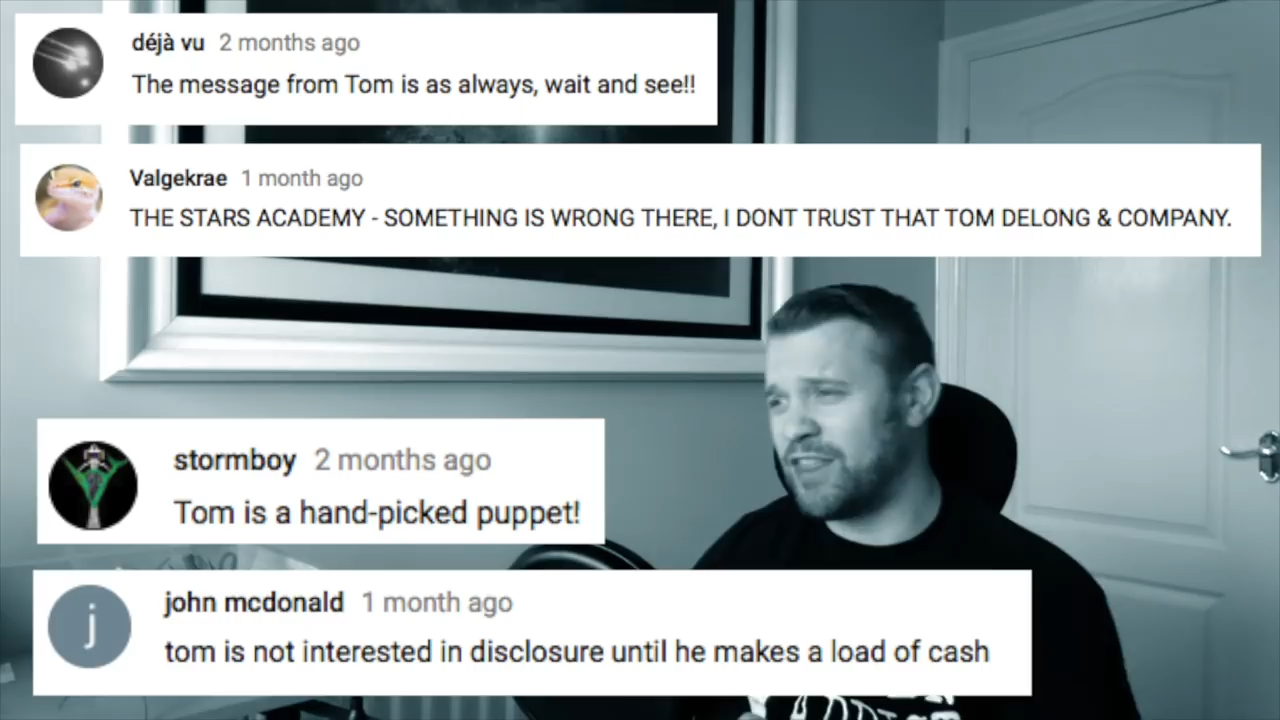 déjà vu 2 months ago
The message from Tom is as always, wait and see!!
Valgekrae 1 month ago
THE STARS ACADEMY - SOMETHING IS WRONG THERE, I DONT TRUST THAT TOM DELONG & COMPANY.
stormboy 2 months ago
Tom is a hand-picked puppet!
j
john mcdonald 1 month ago
tom is not interested in disclosure until he makes a load of cash